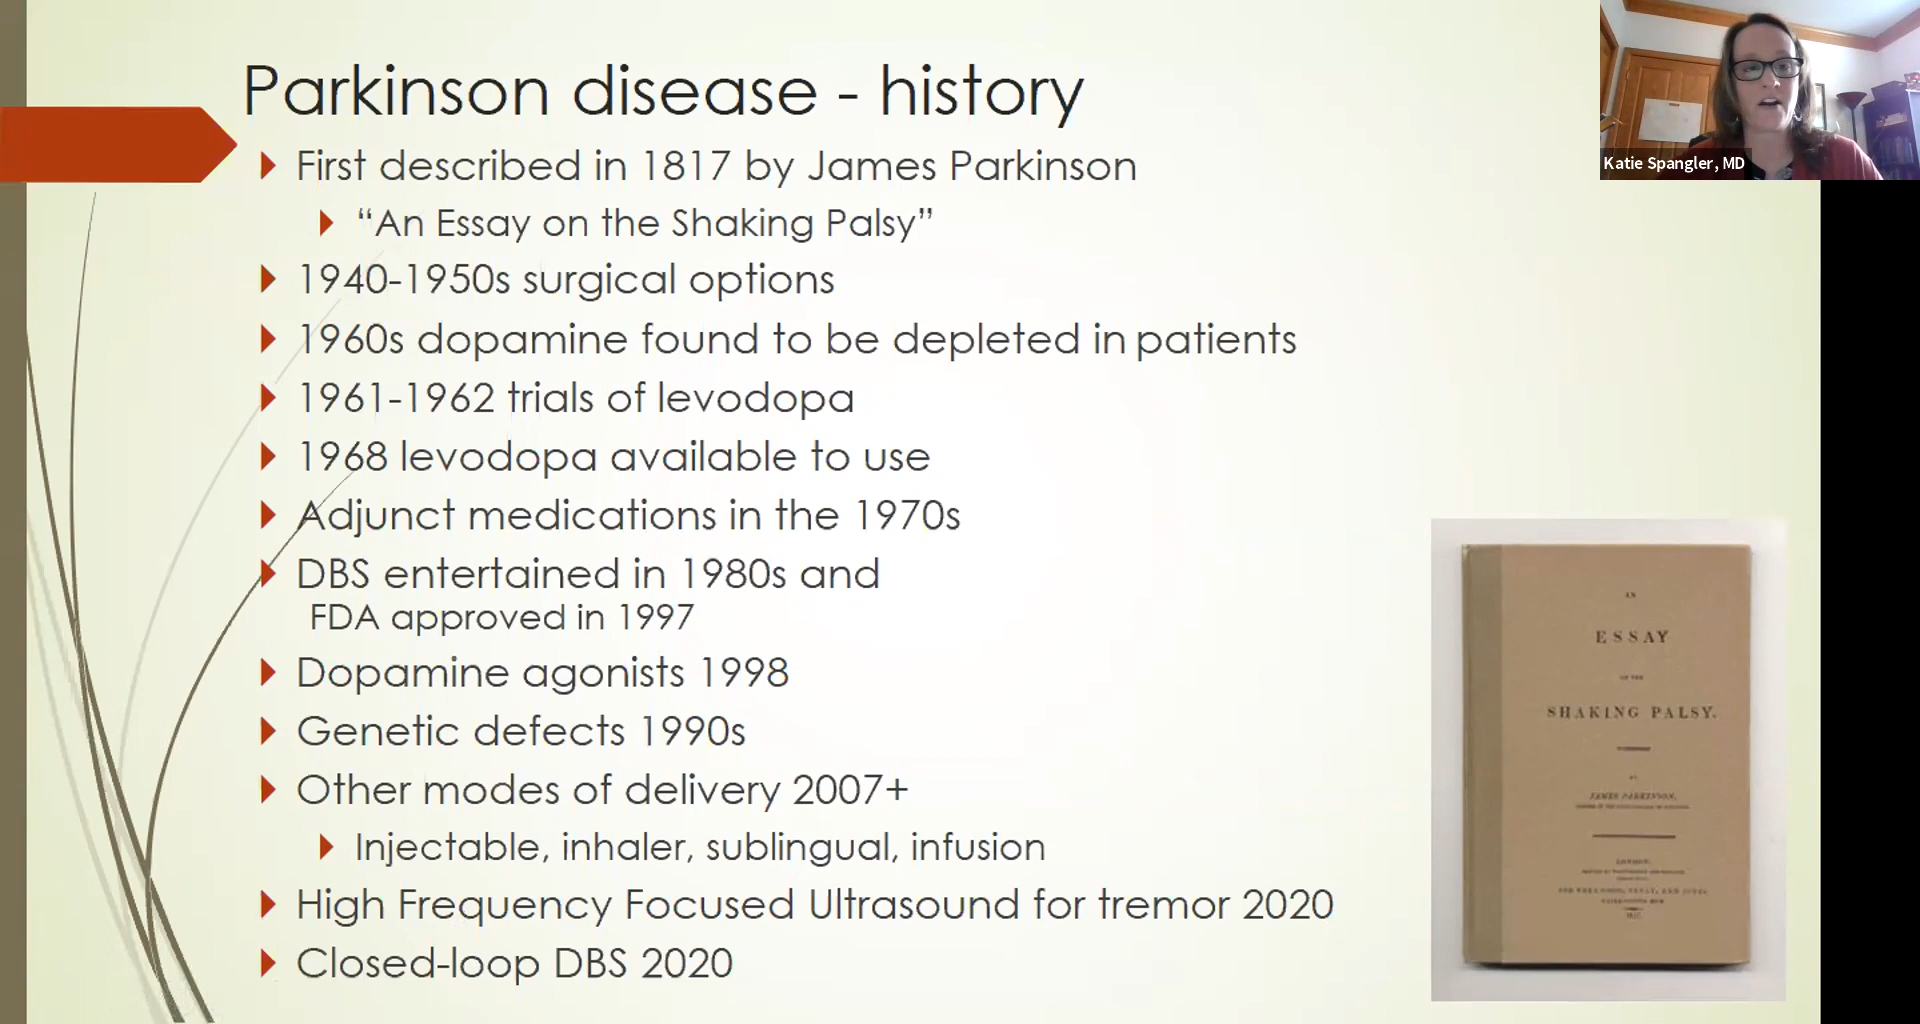 Parkinson disease - history
First described in 1817 by James Parkinson
“An Essay on the Shaking Palsy”
1940-1950s surgical options
1960s dopamine found to be depleted in patients
1961-1962 trials of levodopa
1968 levodopa available to use
Adjunct medications in the 1970s
DBS entertained in 1980s and
FDA approved in 1997
Dopamine agonists 1998
Genetic defects 1990s
Other modes of delivery 2007+
Injectable, inhaler, sublingual, infusion
High Frequency Focused Ultrasound for tremor 2020
Closed-loop DBS 2020
Katie Spangler, MD
AN
ESSAY
ON THE
SHAKING PALSY.
BY
JAMES PARKINSON,
LONDON:
1817.